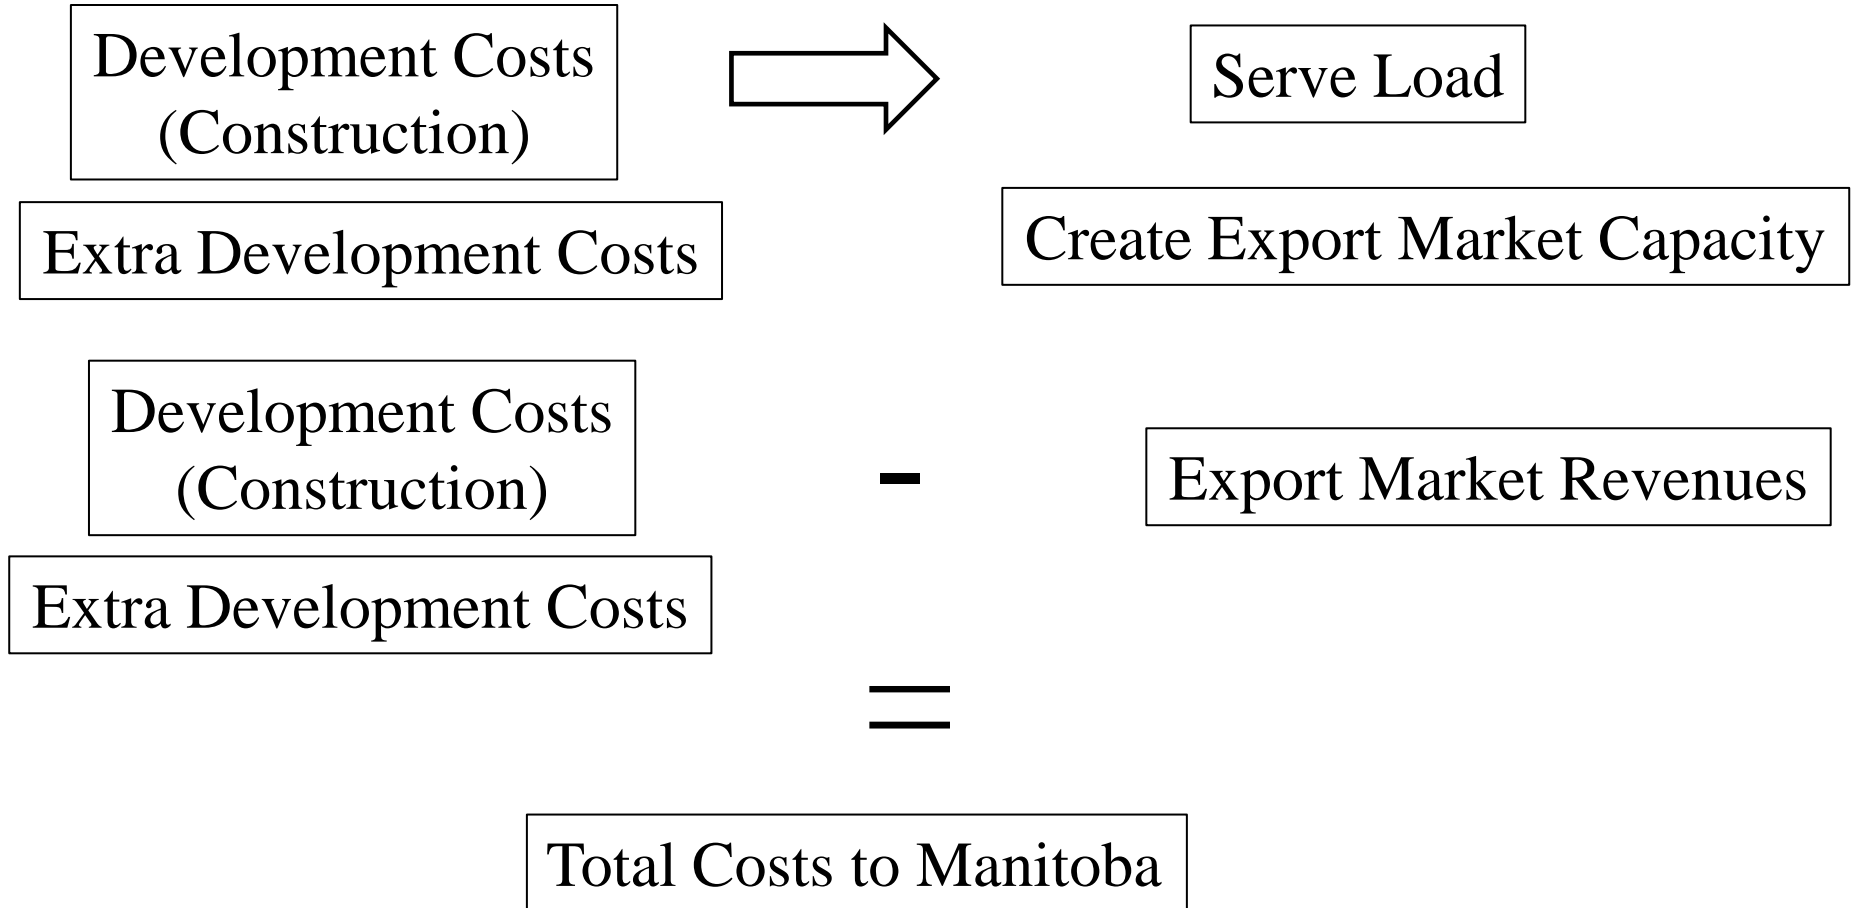 Development Costs
(Construction)
Serve Load
Extra Development Costs
Create Export Market Capacity
Development Costs
(Construction)
-
Export Market Revenues
Extra Development Costs
=
Total Costs to Manitoba